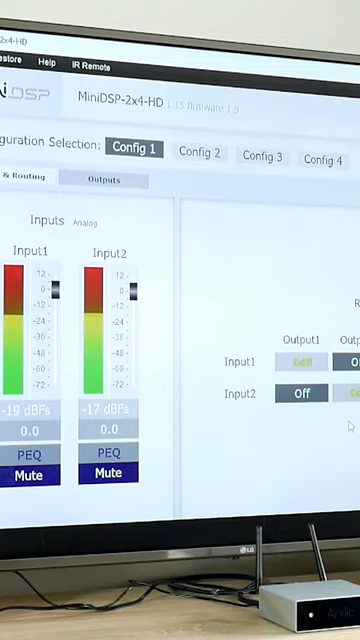 2x4-HD
estore Help IR Remote
iniDSP
MiniDSP-2x4-HD 1.15 firmware 1.9
guration Selection: Config 1 Config 2 Config 3 Config 4
& Routing Outputs
Inputs Analog
Input1 Input2
12 12
0 0
-12 -12
-24 -24
-36 -36
-48 -48
-60 -60
-72 -72
-19 dBFs -17 dBFs
0.0 0.0
PEQ PEQ
Mute Mute
R
Output1 Outp
Input1 0dB O
Input2 Off
LG